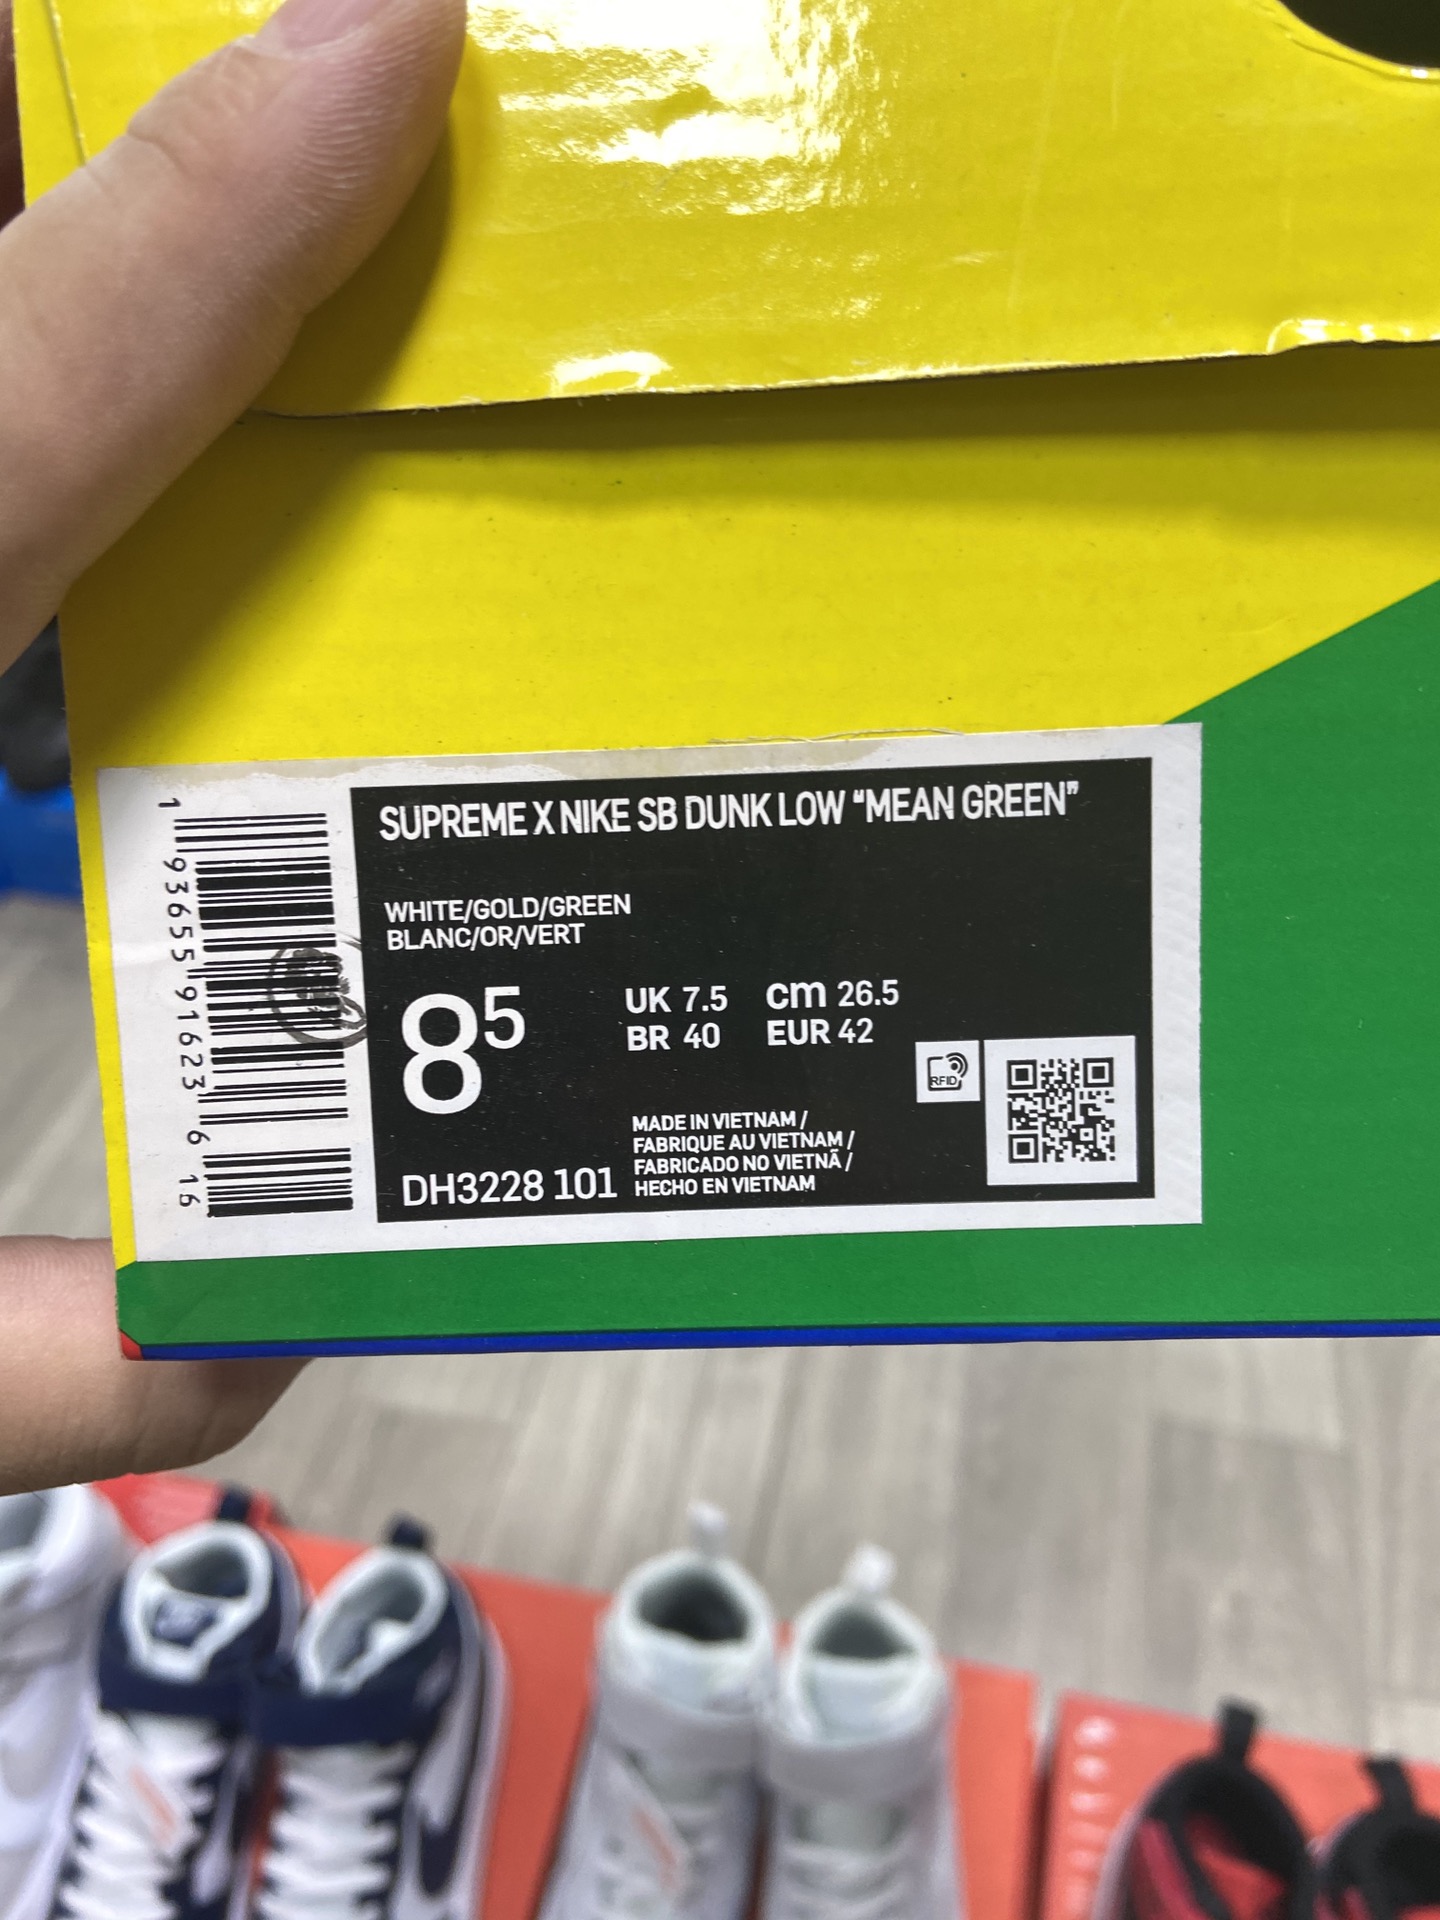 SUPREME X NIKE SB DUNK LOW “MEAN GREEN”
WHITE/GOLD/GREEN
BLANC/OR/VERT
8⁵
UK 7.5 cm 26.5
BR 40 EUR 42
RFID
MADE IN VIETNAM /
FABRIQUE AU VIETNAM /
FABRICADO NO VIETNÃ /
HECHO EN VIETNAM
DH3228 101
1 93655 91623 6 16